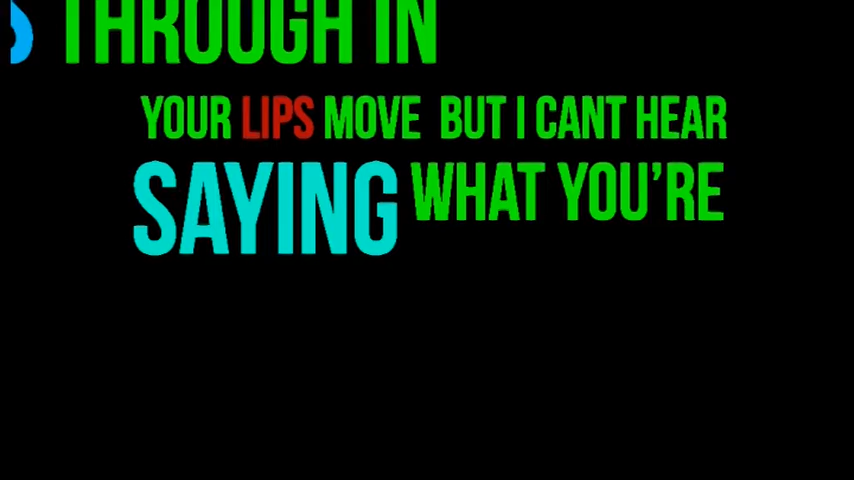 THROUGH IN
YOUR LIPS MOVE BUT I CANT HEAR
SAYING WHAT YOU'RE